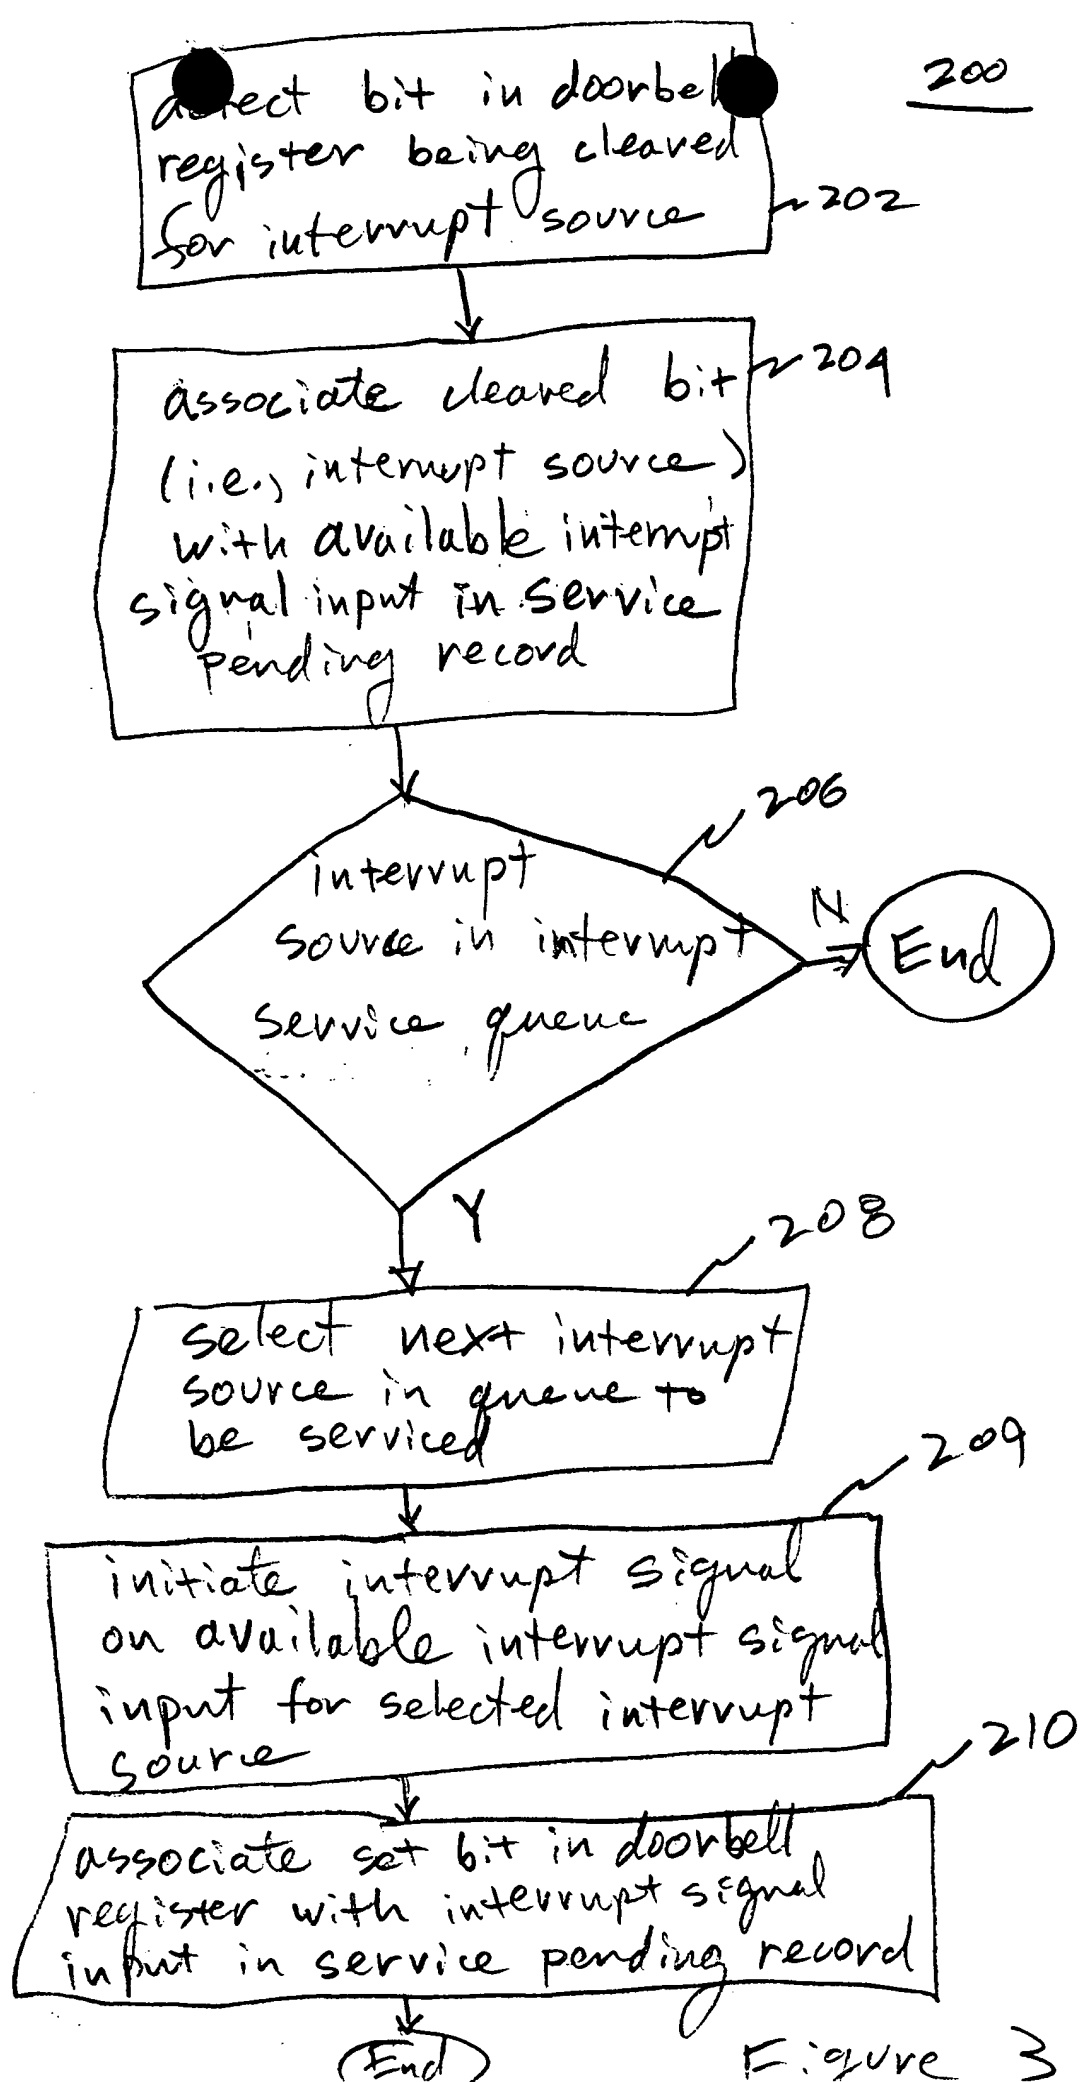 detect bit in doorbell
200
register being cleared
for interrupt source
202
204
associate cleared bit
(i.e., interrupt source)
with available interrupt
signal input in service
pending record
206
interrupt
source in interrupt
service queue
N
End
Y
208
select next interrupt
source in queue to
be serviced
209
initiate interrupt signal
on available interrupt signal
input for selected interrupt
source
210
associate set bit in doorbell
register with interrupt signal
input in service pending record
End
Figure 3